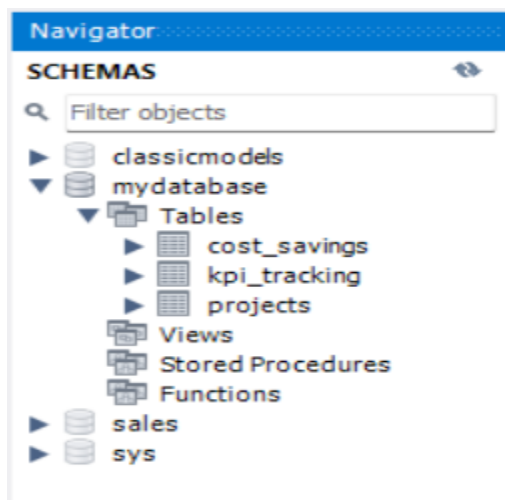 Navigator
SCHEMAS
Filter objects
classicmodels
mydatabase
Tables
cost_savings
kpi_tracking
projects
Views
Stored Procedures
Functions
sales
sys